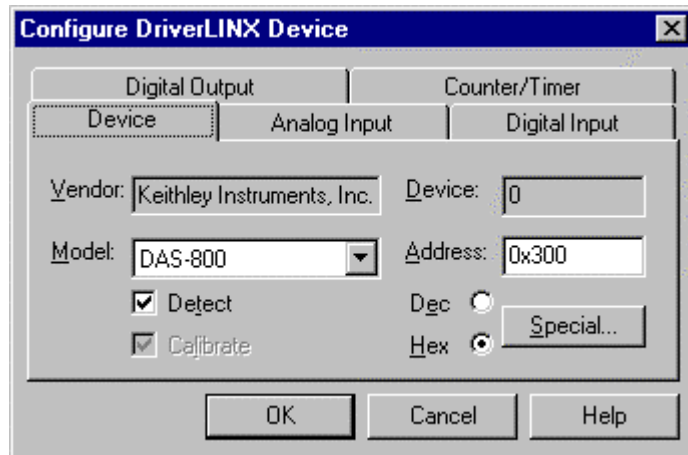 Configure DriverLINX Device
Digital Output Counter/Timer
Device Analog Input Digital Input
Vendor: Keithley Instruments, Inc. Device: 0
Model: DAS-800 Address: 0x300
Detect Dec
Special...
Calibrate Hex
OK Cancel Help